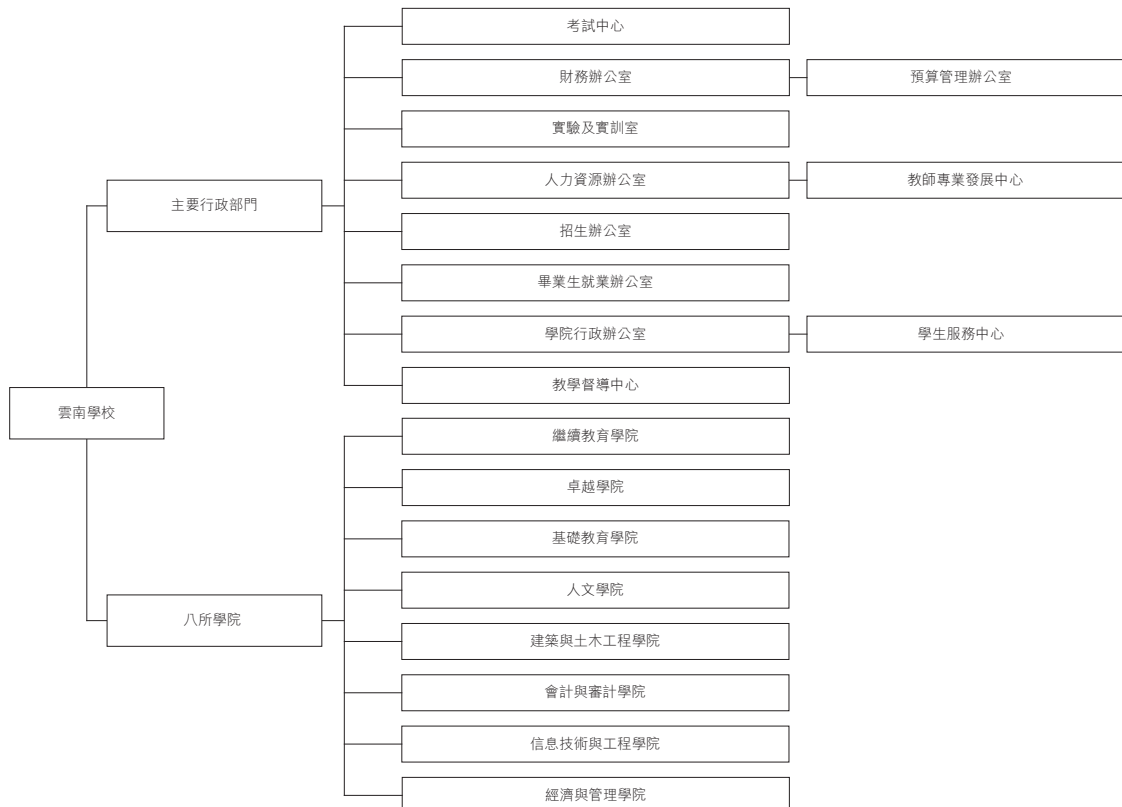 考試中心
財務辦公室
預算管理辦公室
實驗及實訓室
人力資源辦公室
教師專業發展中心
主要行政部門
招生辦公室
畢業生就業辦公室
學院行政辦公室
學生服務中心
教學督導中心
雲南學校
繼續教育學院
卓越學院
基礎教育學院
人文學院
八所學院
建築與土木工程學院
會計與審計學院
信息技術與工程學院
經濟與管理學院